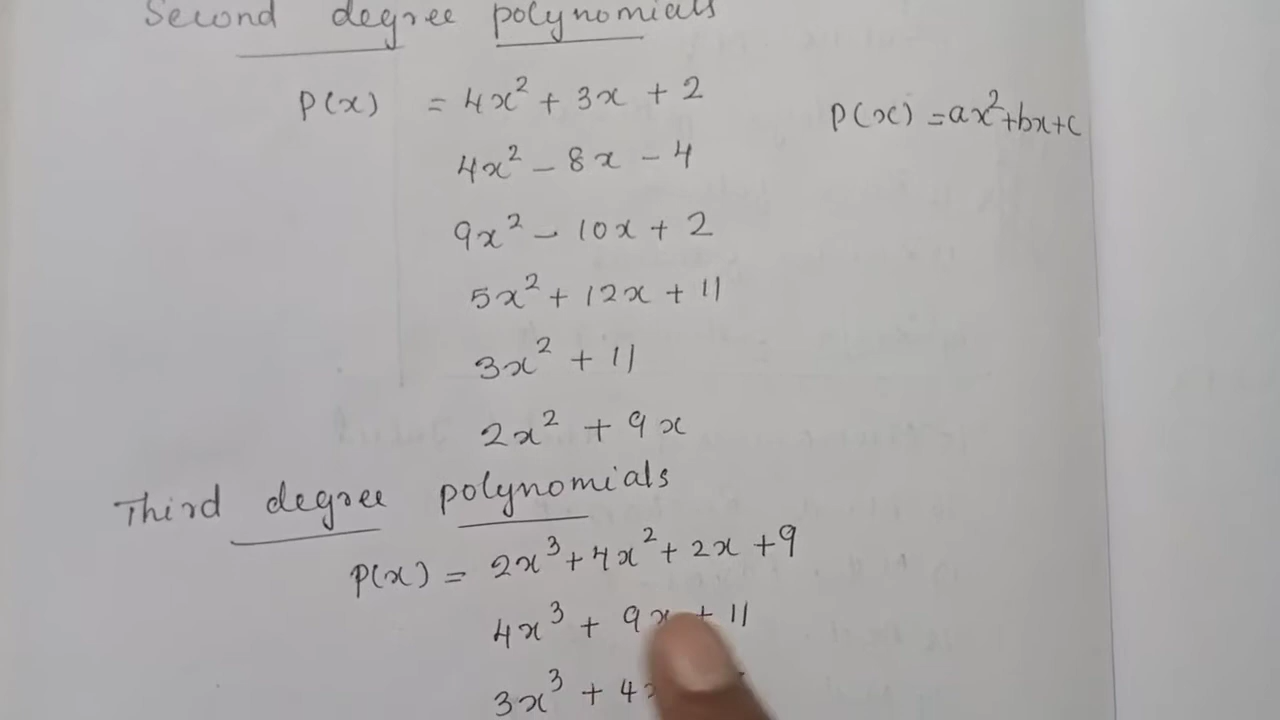 Second degree polynomials
P(x) = 4x² + 3x + 2
P(x) = ax²+bx+c
4x² - 8x - 4
9x² - 10x + 2
5x² + 12x + 11
3x² + 11
2x² + 9x
Third degree polynomials
P(x) = 2x³ + 4x² + 2x + 9
4x³ + 9x + 11
3x³ + 4